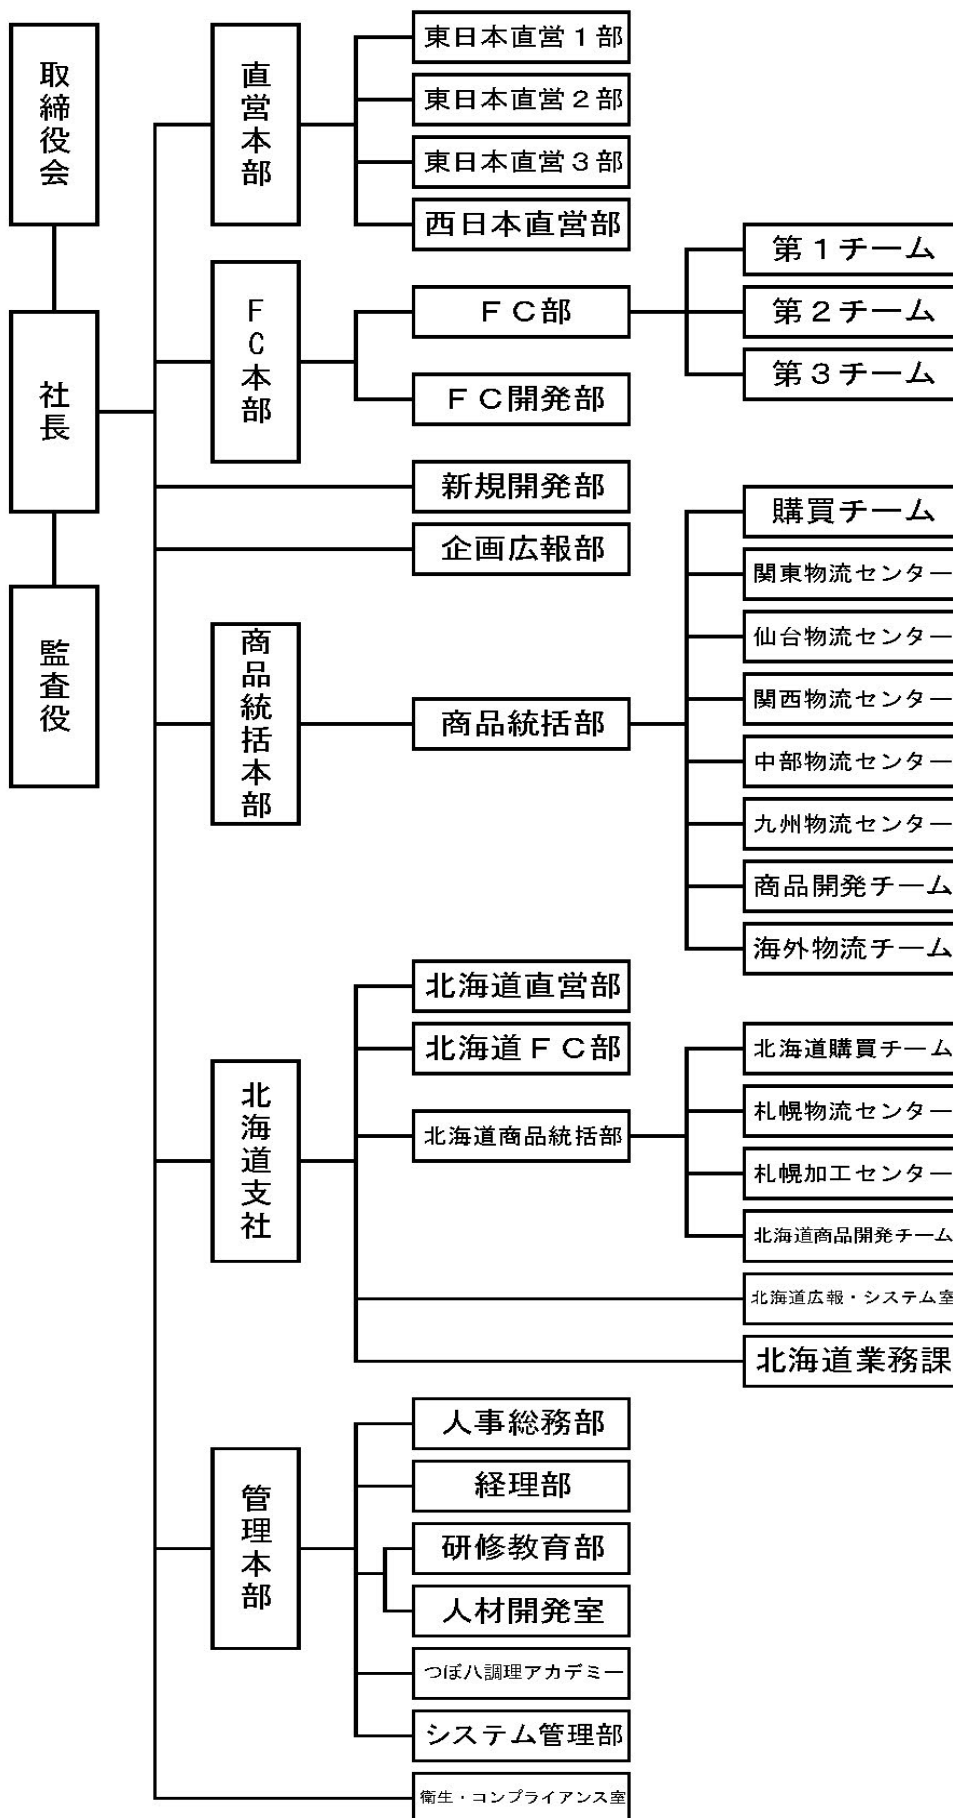 取締役会
社長
監査役
直営本部
東日本直営１部
東日本直営２部
東日本直営３部
西日本直営部
ＦＣ本部
ＦＣ部
第１チーム
第２チーム
第３チーム
ＦＣ開発部
新規開発部
企画広報部
商品統括本部
商品統括部
購買チーム
関東物流センター
仙台物流センター
関西物流センター
中部物流センター
九州物流センター
商品開発チーム
海外物流チーム
北海道支社
北海道直営部
北海道ＦＣ部
北海道商品統括部
北海道購買チーム
札幌物流センター
札幌加工センター
北海道商品開発チーム
北海道広報・システム室
北海道業務課
管理本部
人事総務部
経理部
研修教育部
人材開発室
つぼ八調理アカデミー
システム管理部
衛生・コンプライアンス室